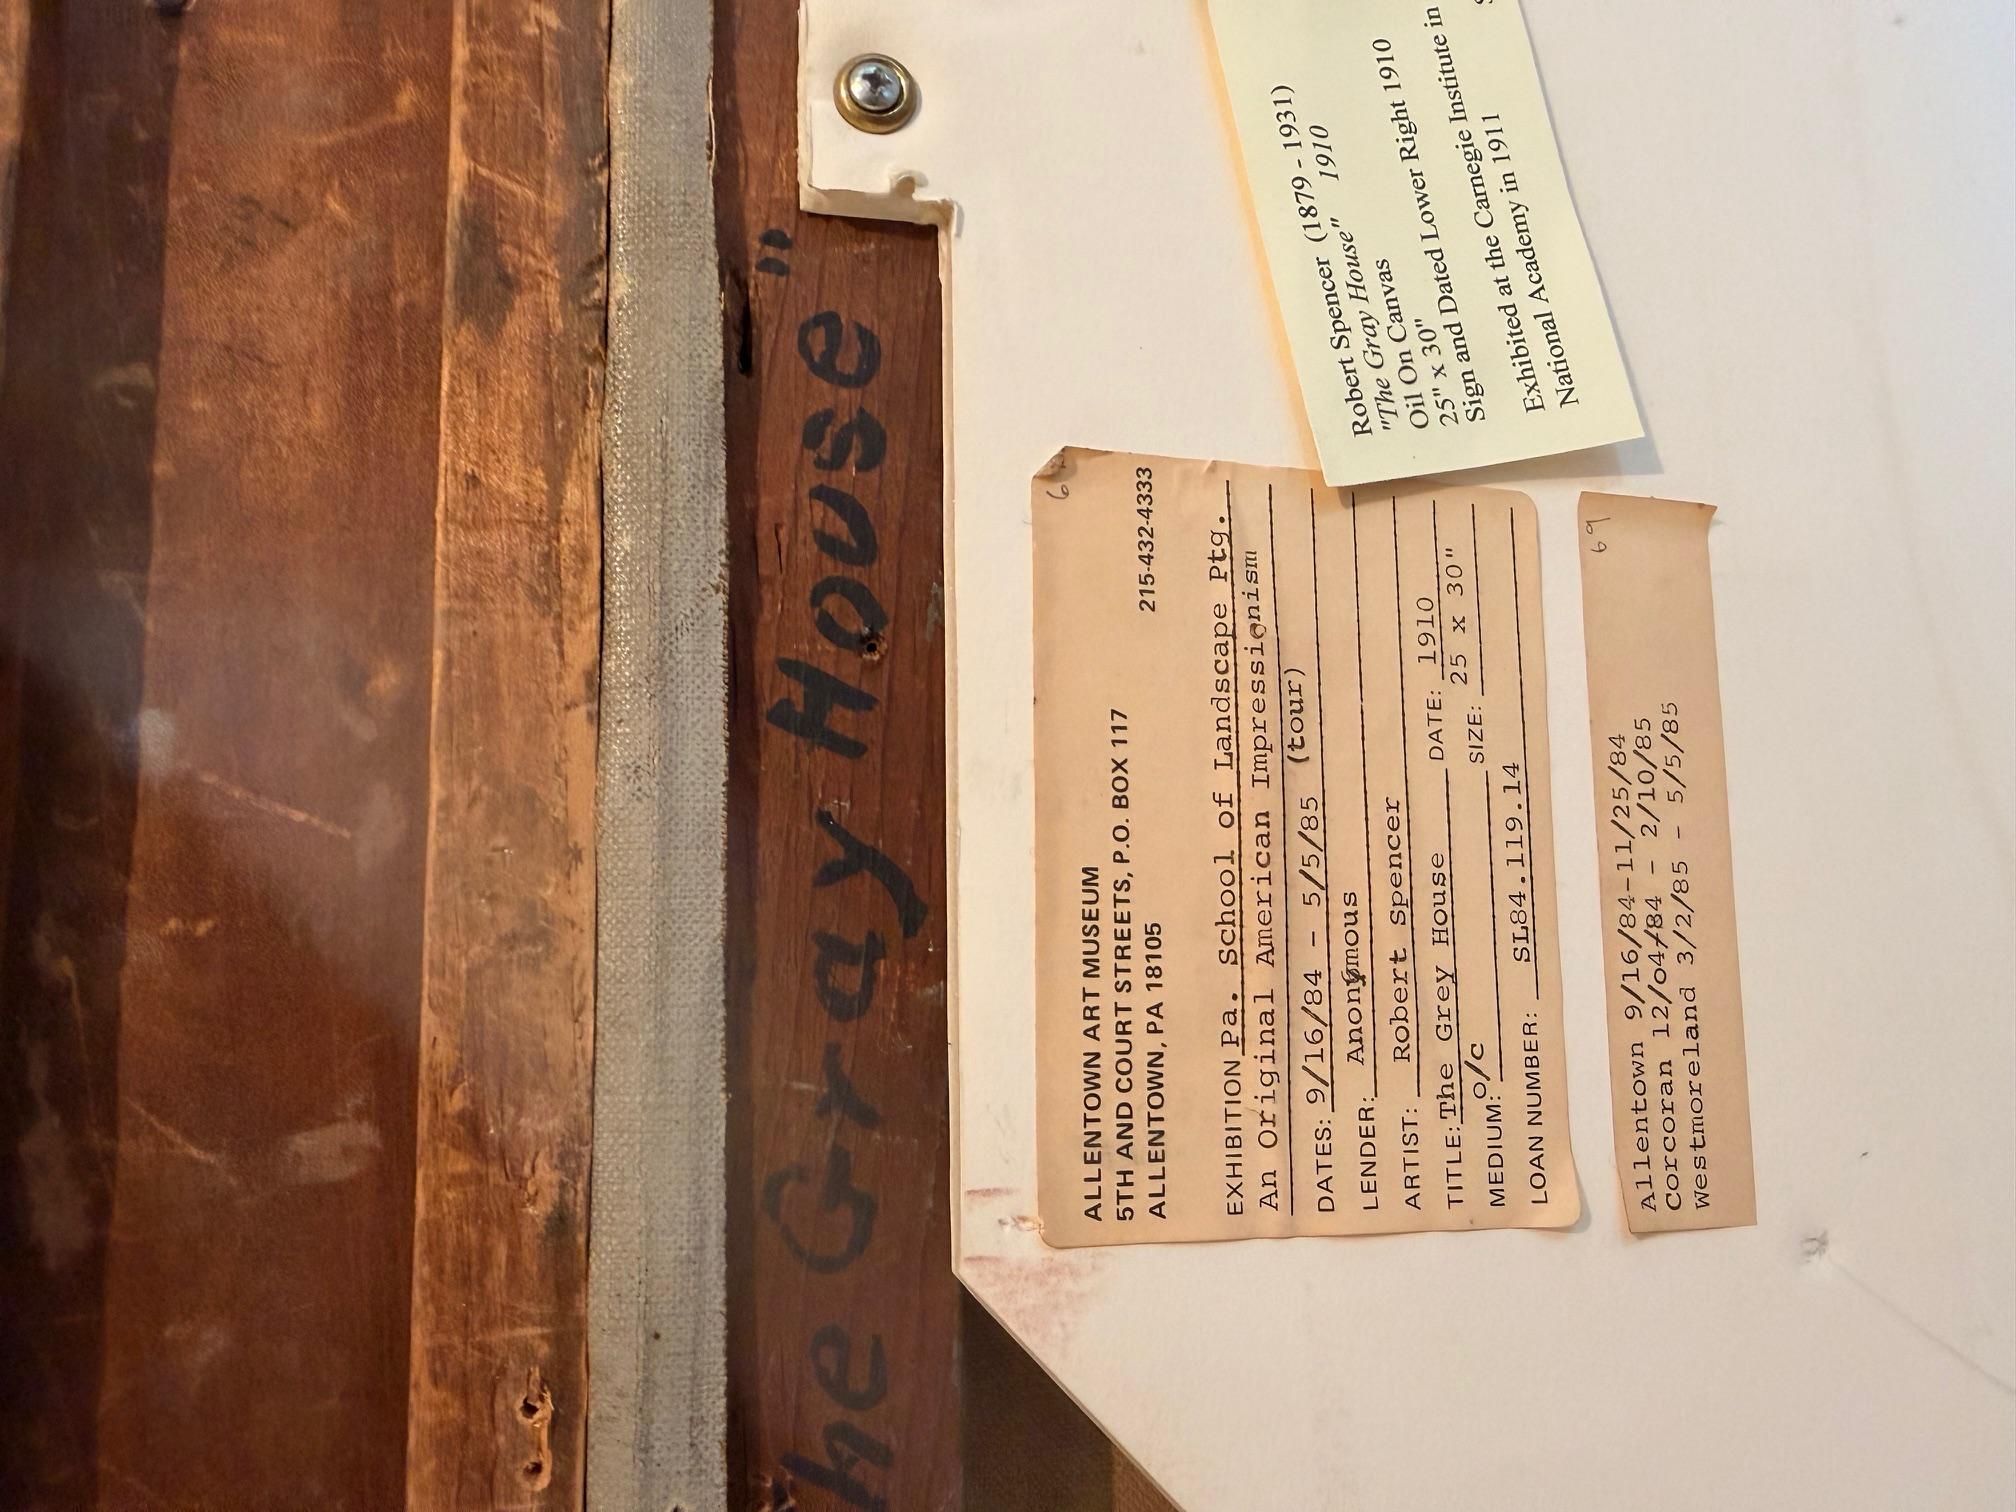 he Gray House"
ALLENTOWN ART MUSEUM
5TH AND COURT STREETS, P.O. BOX 117
ALLENTOWN, PA 18105 215-432-4333
EXHIBITION Pa. School of Landscape Ptg.
An Original American Impressionism
DATES: 9/16/84 - 5/5/85 (tour)
LENDER: Anonymous
ARTIST: Robert Spencer
TITLE: The Grey House DATE: 1910
MEDIUM: o/c SIZE: 25 x 30"
LOAN NUMBER: SL84.119.14
69
Allentown 9/16/84-11/25/84
Corcoran 12/04/84 - 2/10/85
Westmoreland 3/2/85 - 5/5/85
Robert Spencer (1879 - 1931)
"The Gray House" 1910
Oil On Canvas
25" x 30"
Sign and Dated Lower Right 1910
Exhibited at the Carnegie Institute in
National Academy in 1911